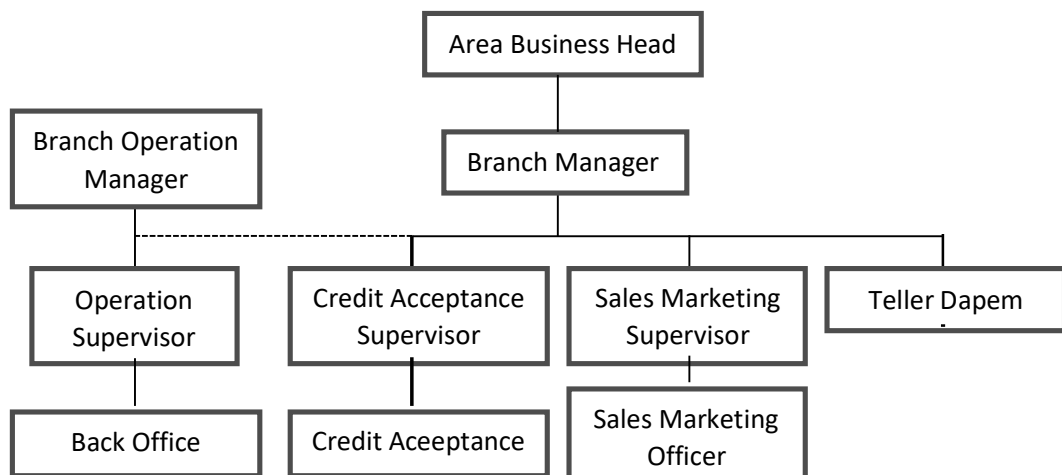 Area Business Head
Branch Operation
Manager
Branch Manager
Operation
Supervisor
Credit Acceptance
Supervisor
Sales Marketing
Supervisor
Teller Dapem
Back Office
Credit Aceeptance
Sales Marketing
Officer